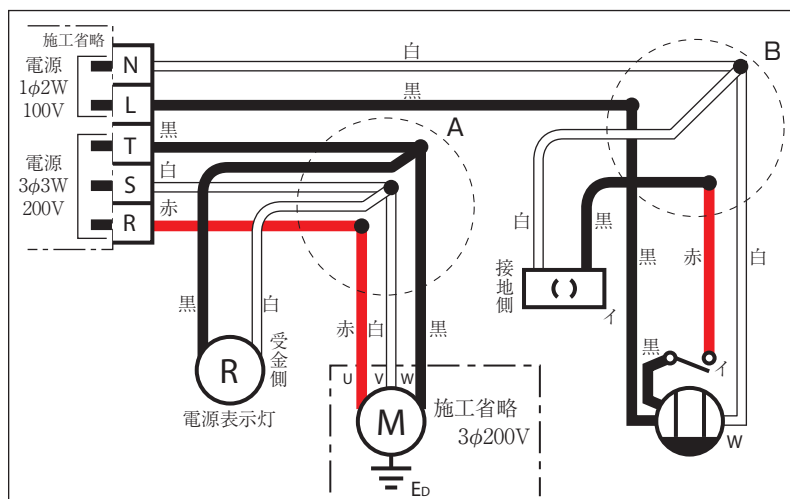 施工省略
電源
1φ2W
100V
N
L
電源
3φ3W
200V
T
S
R
白
黒
黒
白
赤
A
B
白
黒
接地側
イ
黒
赤
白
黒
白
受金側
R
電源表示灯
赤
白
黒
U
V
W
M
施工省略
3φ200V
ED
黒
イ
W